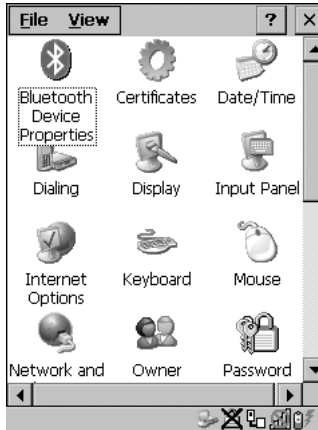 File View ? ×
Bluetooth Certificates Date/Time
Device
Properties
Dialing Display Input Panel
Internet Keyboard Mouse
Options
Network and Owner Password